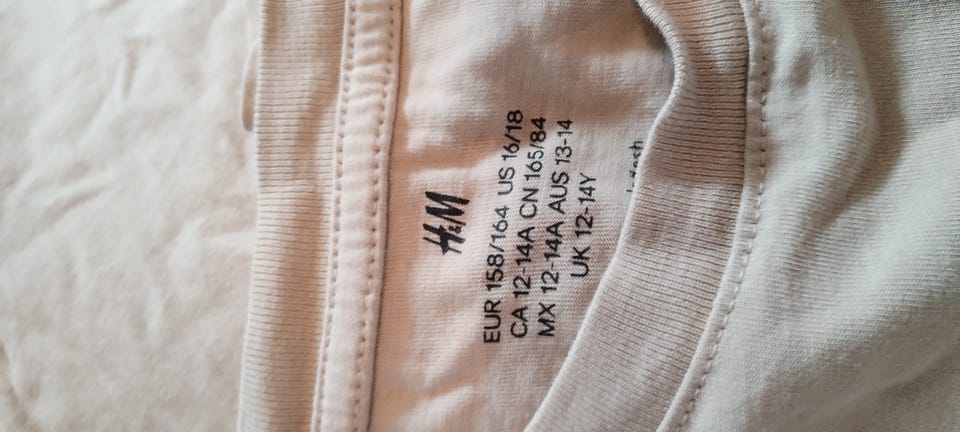 H&M
EUR 158/164 US 16/18
CA 12-14A CN 165/84
MX 12-14A AUS 13-14
UK 12-14Y